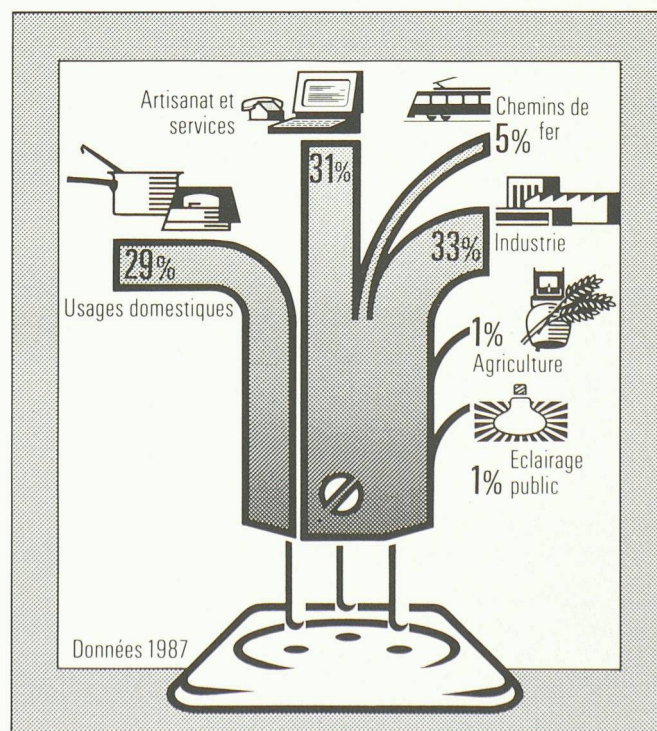 Artisanat et
services
31%
Chemins de
fer
5%
29%
Usages domestiques
33%
Industrie
1%
Agriculture
Eclairage
1% public
Données 1987